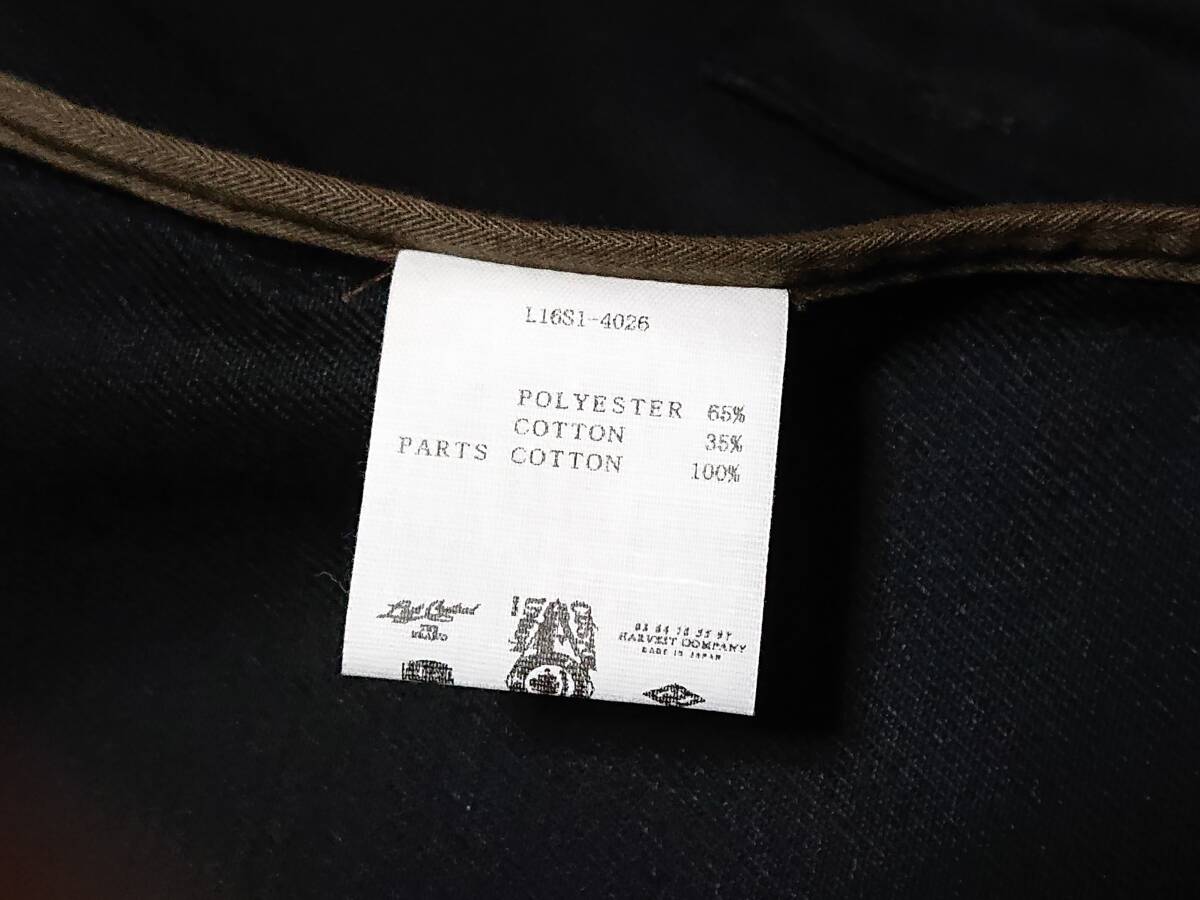 L16S1-4026
POLYESTER 65%
COTTON 35%
PARTS COTTON 100%
HARVEST COMPANY
MADE IN JAPAN